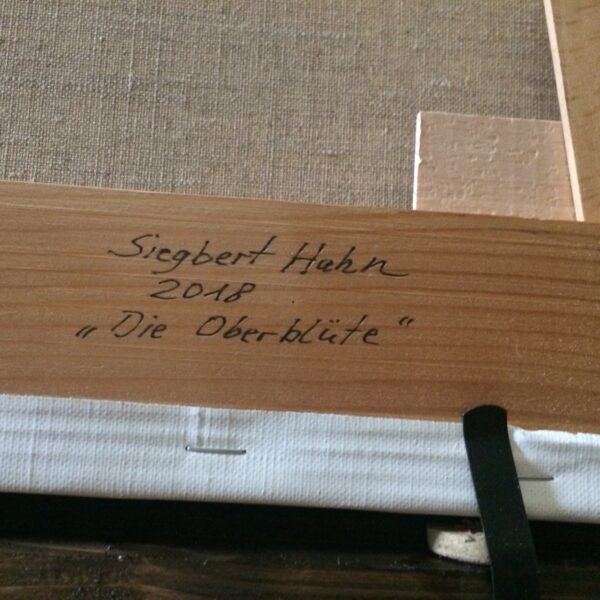 Siegbert Hahn
2018
„Die Oberblüte“